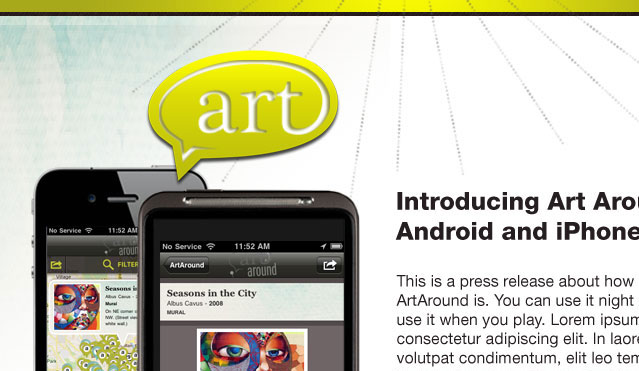 art
Introducing Art Arou
Android and iPhone
This is a press release about how
ArtAround is. You can use it night
use it when you play. Lorem ipsum
consectetur adipiscing elit. In laore
volutpat condimentum, elit leo tem
No Service 11:52 AM
FILTER
Village
Seasons in
Albus Cavus -
Mural
On NE corner o
NW. (Street view
white wall.)
No Service 11:52 AM
ArtAround
art
around
Seasons in the City
Albus Cavus - 2008
MURAL